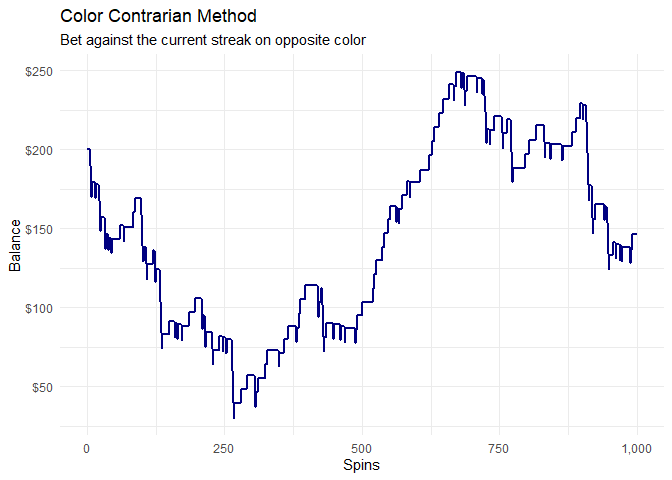 Color Contrarian Method
Bet against the current streak on opposite color
$250
$200
$150
$100
$50
Balance
0
250
500
750
1,000
Spins